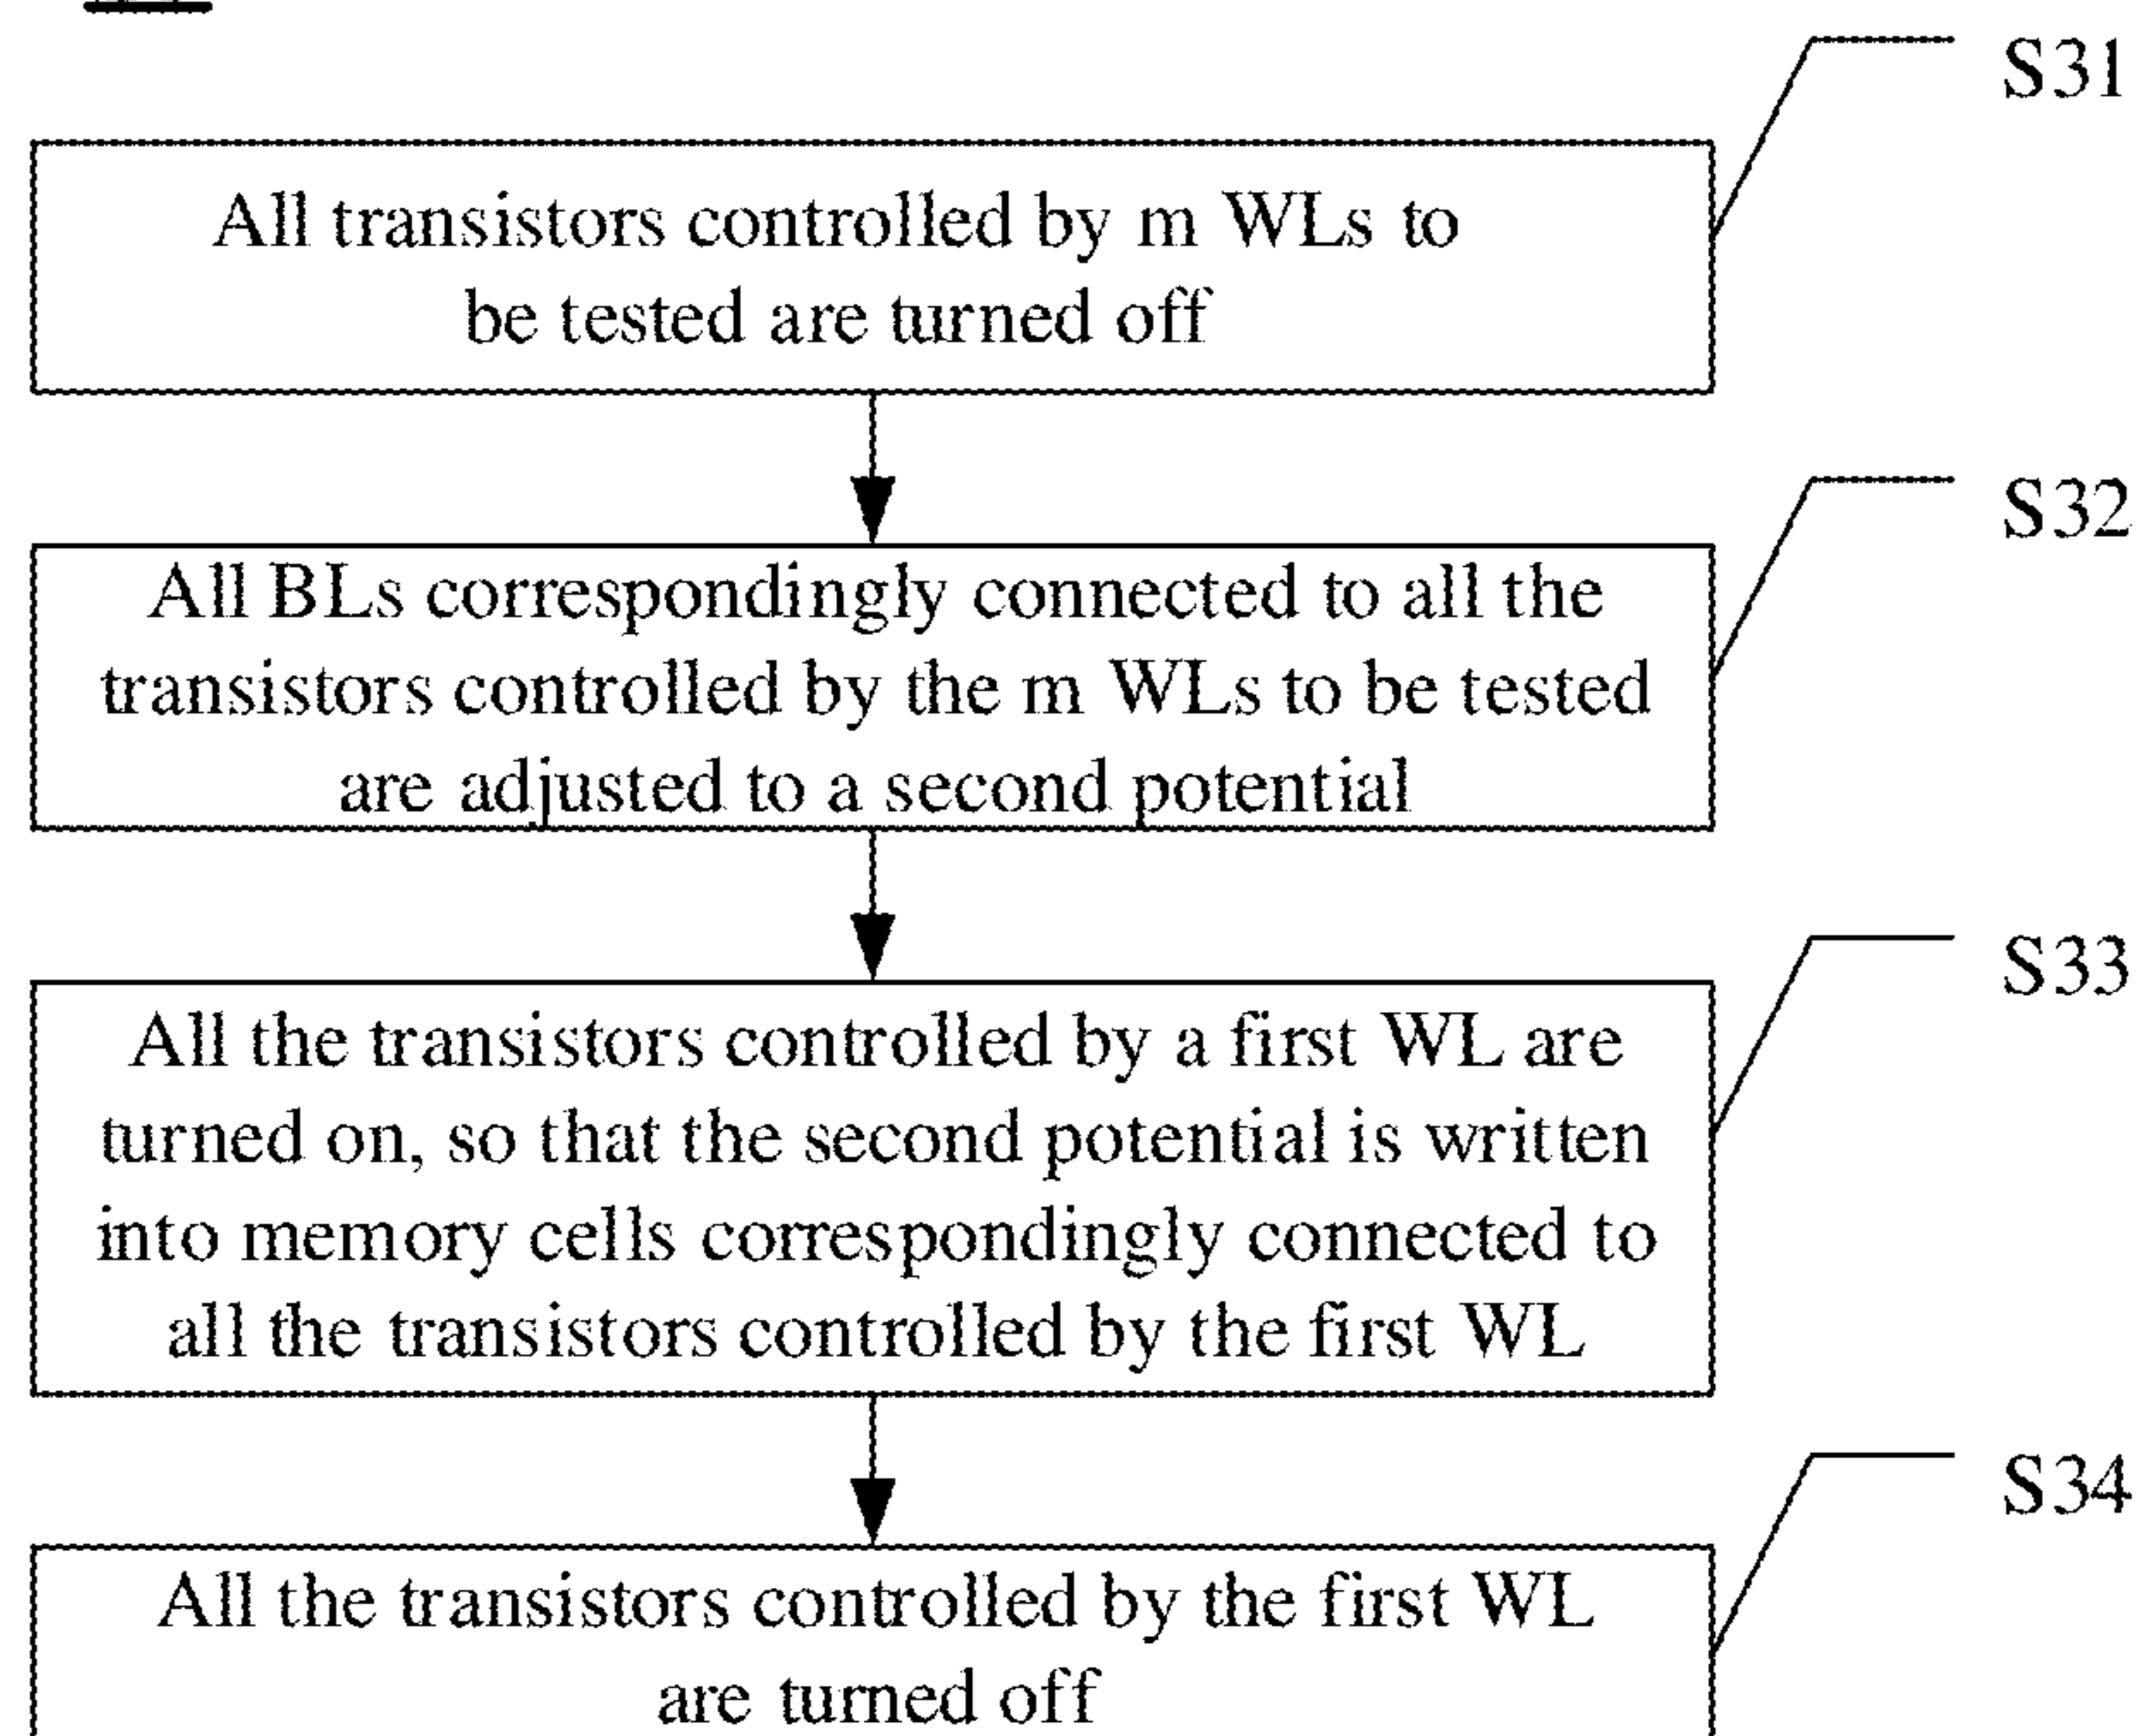 S31
All transistors controlled by m WLs to
be tested are turned off
S32
All BLs correspondingly connected to all the
transistors controlled by the m WLs to be tested
are adjusted to a second potential
S33
All the transistors controlled by a first WL are
turned on, so that the second potential is written
into memory cells correspondingly connected to
all the transistors controlled by the first WL
S34
All the transistors controlled by the first WL
are turned off